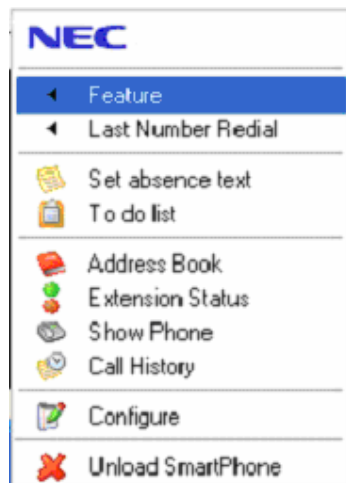 NEC
Feature
Last Number Redial
Set absence text
To do list
Address Book
Extension Status
Show Phone
Call History
Configure
Unload SmartPhone